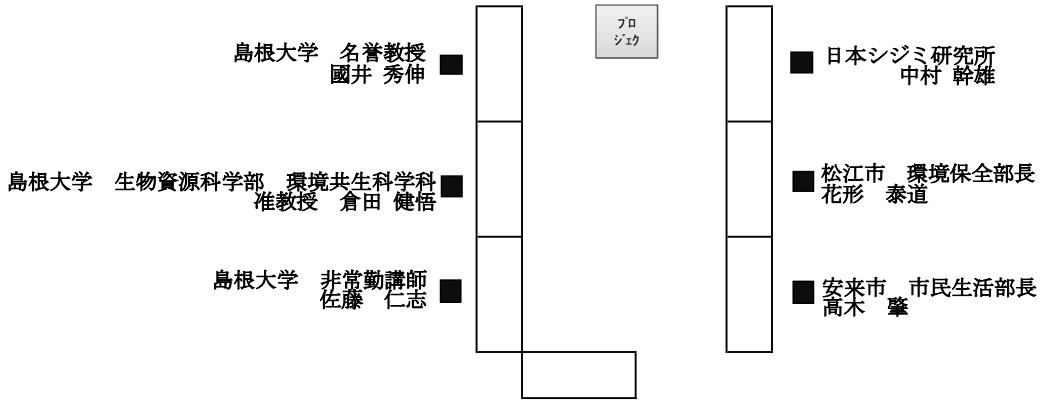 プロ
ジェク
島根大学　名誉教授
國井 秀伸
日本シジミ研究所
中村 幹雄
島根大学　生物資源科学部　環境共生科学科
准教授　倉田 健悟
松江市　環境保全部長
花形　泰道
島根大学　非常勤講師
佐藤　仁志
安来市　市民生活部長
高木　肇